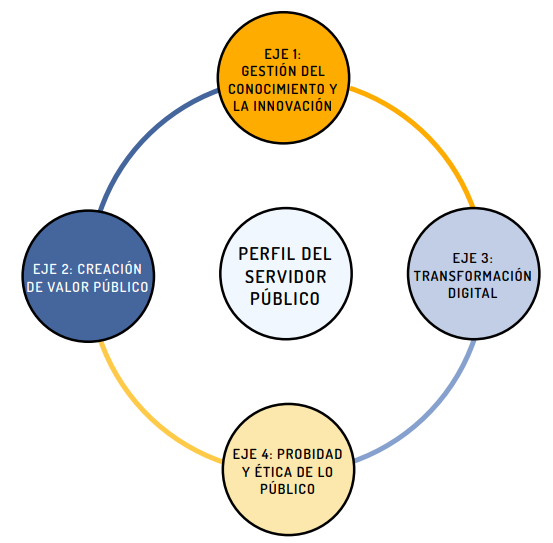 EJE 1:
GESTIÓN DEL
CONOCIMIENTO Y
LA INNOVACIÓN
PERFIL DEL
SERVIDOR
PÚBLICO
EJE 2: CREACIÓN
DE VALOR PÚBLICO
EJE 3:
TRANSFORMACIÓN
DIGITAL
EJE 4: PROBIDAD
Y ÉTICA DE LO
PÚBLICO